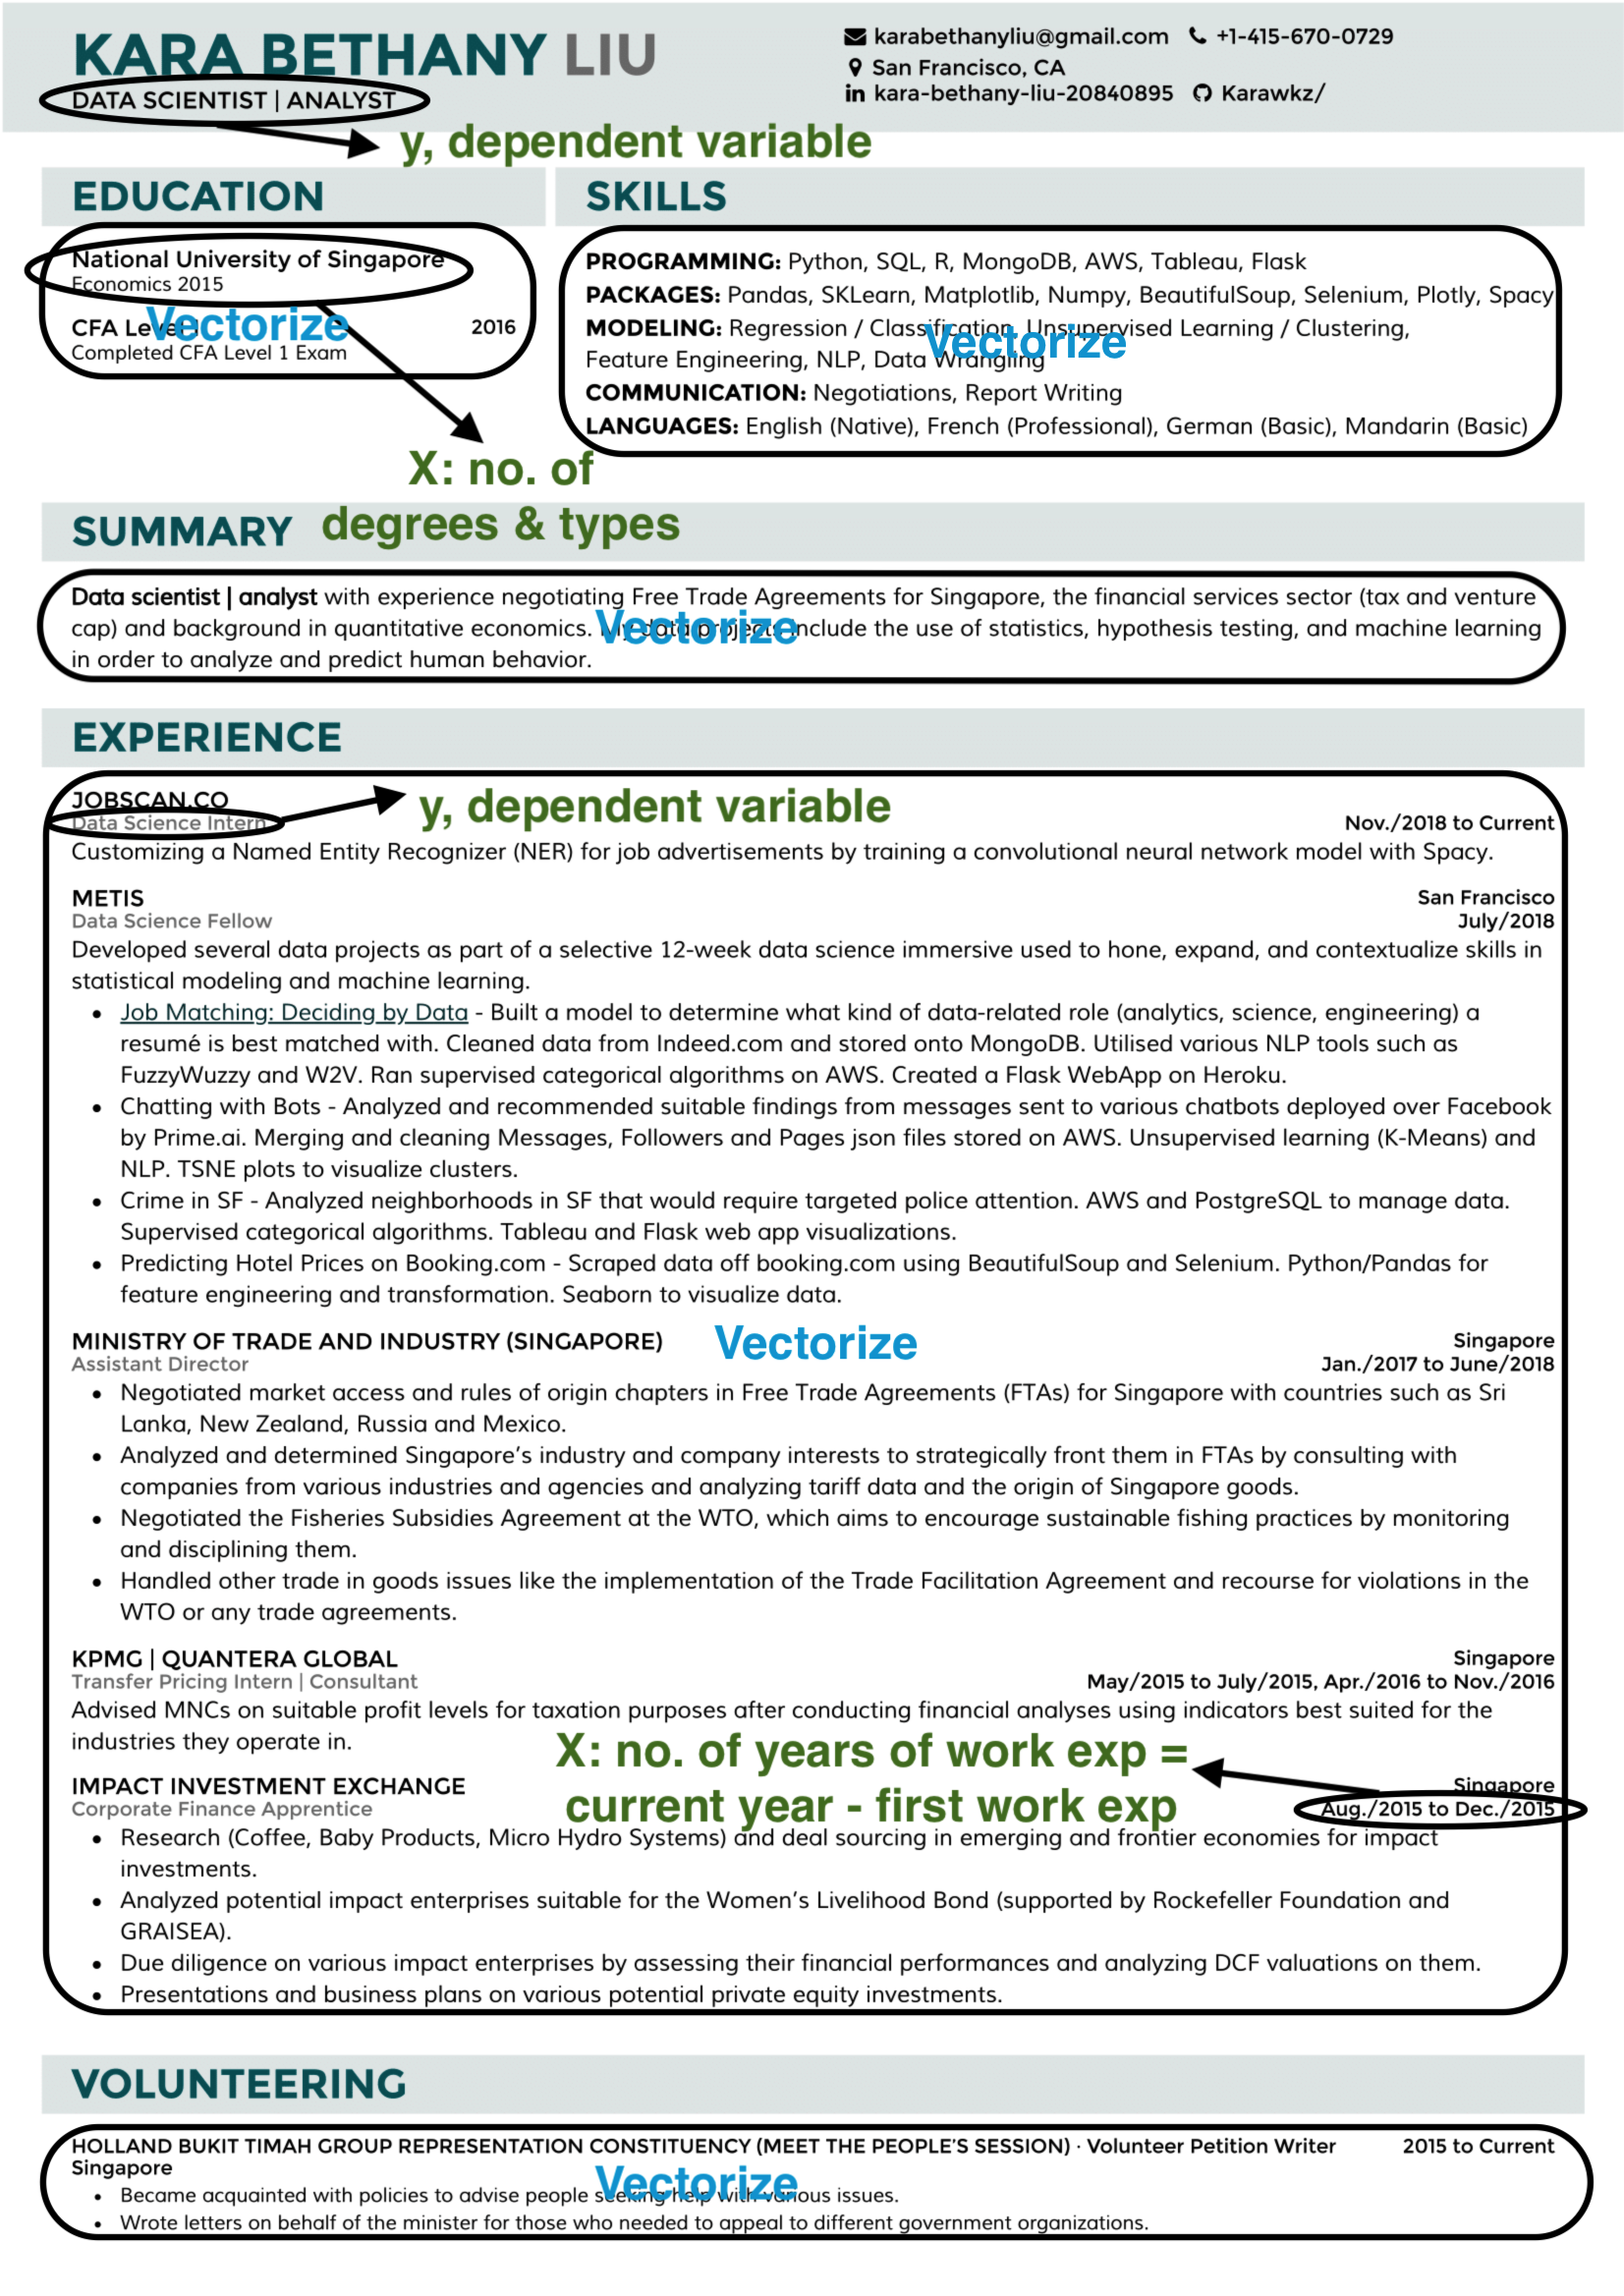 KARA BETHANY LIU
DATA SCIENTIST | ANALYST
karabethanyliu@gmail.com +1-415-670-0729
San Francisco, CA
kara-bethany-liu-20840895 Karawkz/
y, dependent variable
EDUCATION
National University of Singapore
Economics 2015
Vectorize
CFA Level 2016
Completed CFA Level 1 Exam
X: no. of
degrees & types
SKILLS
PROGRAMMING: Python, SQL, R, MongoDB, AWS, Tableau, Flask
PACKAGES: Pandas, SKLearn, Matplotlib, Numpy, BeautifulSoup, Selenium, Plotly, Spacy
MODELING: Regression / Classification, Unsupervised Learning / Clustering,
Vectorize
Feature Engineering, NLP, Data Wrangling
COMMUNICATION: Negotiations, Report Writing
LANGUAGES: English (Native), French (Professional), German (Basic), Mandarin (Basic)
SUMMARY
Data scientist | analyst with experience negotiating Free Trade Agreements for Singapore, the financial services sector (tax and venture
cap) and background in quantitative economics. My data projects include the use of statistics, hypothesis testing, and machine learning
Vectorize
in order to analyze and predict human behavior.
EXPERIENCE
JOBSCAN.CO
y, dependent variable
Data Science Intern Nov./2018 to Current
Customizing a Named Entity Recognizer (NER) for job advertisements by training a convolutional neural network model with Spacy.
METIS San Francisco
Data Science Fellow July/2018
Developed several data projects as part of a selective 12-week data science immersive used to hone, expand, and contextualize skills in
statistical modeling and machine learning.
• Job Matching: Deciding by Data - Built a model to determine what kind of data-related role (analytics, science, engineering) a
resumé is best matched with. Cleaned data from Indeed.com and stored onto MongoDB. Utilised various NLP tools such as
FuzzyWuzzy and W2V. Ran supervised categorical algorithms on AWS. Created a Flask WebApp on Heroku.
• Chatting with Bots - Analyzed and recommended suitable findings from messages sent to various chatbots deployed over Facebook
by Prime.ai. Merging and cleaning Messages, Followers and Pages json files stored on AWS. Unsupervised learning (K-Means) and
NLP. TSNE plots to visualize clusters.
• Crime in SF - Analyzed neighborhoods in SF that would require targeted police attention. AWS and PostgreSQL to manage data.
Supervised categorical algorithms. Tableau and Flask web app visualizations.
• Predicting Hotel Prices on Booking.com - Scraped data off booking.com using BeautifulSoup and Selenium. Python/Pandas for
feature engineering and transformation. Seaborn to visualize data.
MINISTRY OF TRADE AND INDUSTRY (SINGAPORE) Vectorize Singapore
Assistant Director Jan./2017 to June/2018
• Negotiated market access and rules of origin chapters in Free Trade Agreements (FTAs) for Singapore with countries such as Sri
Lanka, New Zealand, Russia and Mexico.
• Analyzed and determined Singapore's industry and company interests to strategically front them in FTAs by consulting with
companies from various industries and agencies and analyzing tariff data and the origin of Singapore goods.
• Negotiated the Fisheries Subsidies Agreement at the WTO, which aims to encourage sustainable fishing practices by monitoring
and disciplining them.
• Handled other trade in goods issues like the implementation of the Trade Facilitation Agreement and recourse for violations in the
WTO or any trade agreements.
KPMG | QUANTERA GLOBAL Singapore
Transfer Pricing Intern | Consultant May/2015 to July/2015, Apr./2016 to Nov./2016
Advised MNCs on suitable profit levels for taxation purposes after conducting financial analyses using indicators best suited for the
industries they operate in.
X: no. of years of work exp =
current year - first work exp
IMPACT INVESTMENT EXCHANGE Singapore
Corporate Finance Apprentice Aug./2015 to Dec./2015
• Research (Coffee, Baby Products, Micro Hydro Systems) and deal sourcing in emerging and frontier economies for impact
investments.
• Analyzed potential impact enterprises suitable for the Women's Livelihood Bond (supported by Rockefeller Foundation and
GRAISEA).
• Due diligence on various impact enterprises by assessing their financial performances and analyzing DCF valuations on them.
• Presentations and business plans on various potential private equity investments.
VOLUNTEERING
HOLLAND BUKIT TIMAH GROUP REPRESENTATION CONSTITUENCY (MEET THE PEOPLE'S SESSION) · Volunteer Petition Writer 2015 to Current
Singapore
Vectorize
• Became acquainted with policies to advise people seeking help with various issues.
• Wrote letters on behalf of the minister for those who needed to appeal to different government organizations.